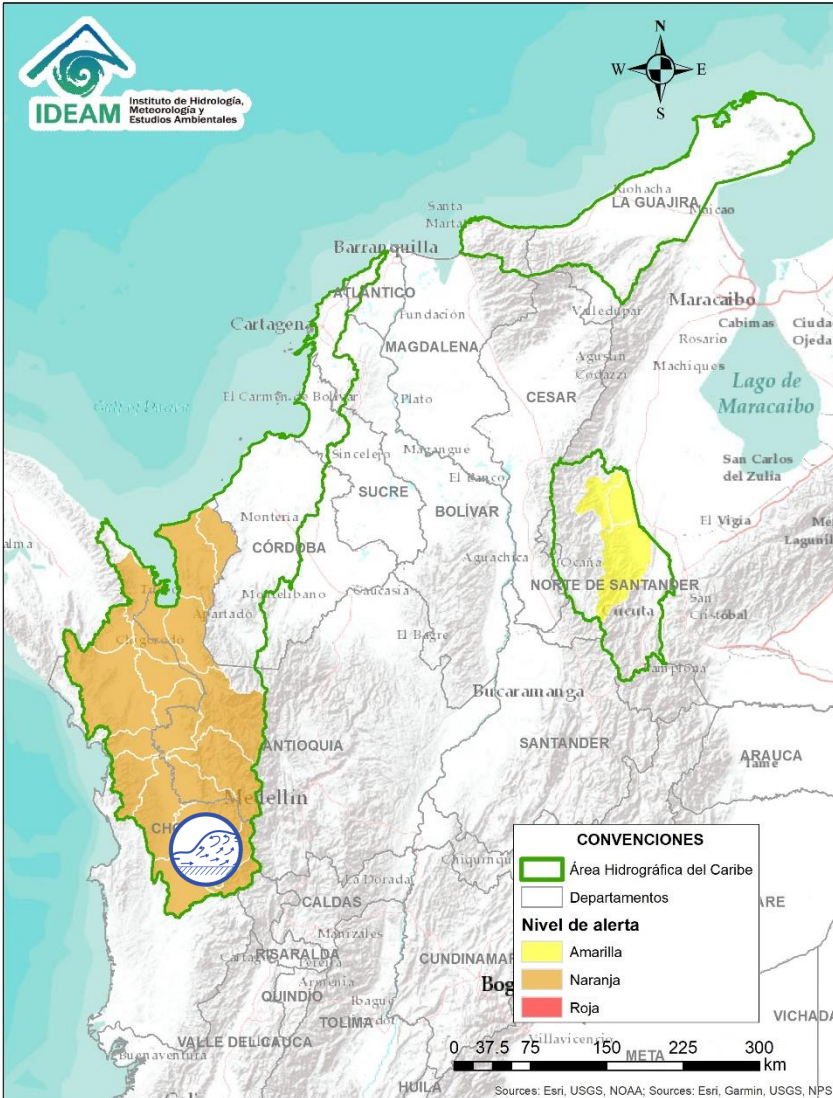 IDEAM
Instituto de Hidrología,
Meteorología y
Estudios Ambientales
N
W
E
S
Riohacha
LA GUAJIRA
Maicao
Santa
Marta
Barranquilla
ATLÁNTICO
Maracaibo
Cabimas
Ciudad
Ojeda
Cartagena
Fundación
Valledupar
Rosario
MAGDALENA
Agustín
Codazzi
Machiques
Lago de
Maracaibo
CESAR
El Carmen de Bolívar
Plato
Sincelejo
Magangue
San Carlos
del Zulia
SUCRE
El Banco
BOLÍVAR
Montería
El Vigía
CÓRDOBA
Aguachica
Ocaña
NORTE DE SANTANDER
Montelíbano
Caucasia
San
Cristóbal
Apartado
Cucuta
Chigorodo
El Bagre
Pamplona
Bucaramanga
ANTIOQUIA
SANTANDER
ARAUCA
Tame
Medellín
La Dorada
CALDAS
Manizales
RISARALDA
Armenia
QUINDÍO
Ibague
TOLIMA
VALLE DEL CAUCA
Buenaventura
HUILA
Villavicencio
META
VICHADA
CONVENCIONES
Área Hidrográfica del Caribe
Departamentos
Nivel de alerta
Amarilla
Naranja
Roja
0 37.5 75 150 225 300
km
Sources: Esri, USGS, NOAA; Sources: Esri, Garmin, USGS, NPS